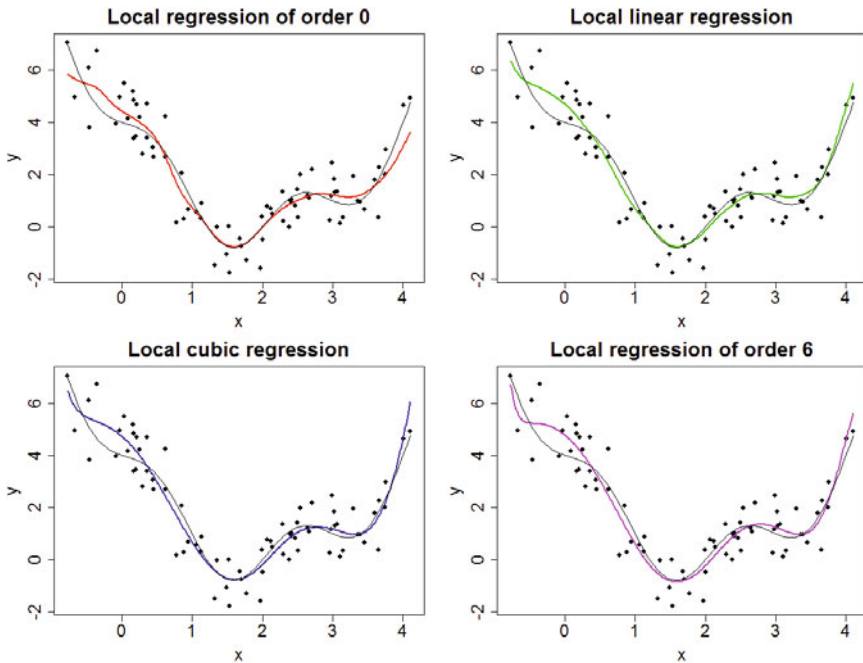 Local regression of order 0
6
4
2
0
-2
y
0 1 2 3 4
x
Local linear regression
6
4
2
0
-2
y
0 1 2 3 4
x
Local cubic regression
6
4
2
0
-2
y
0 1 2 3 4
x
Local regression of order 6
6
4
2
0
-2
y
0 1 2 3 4
x